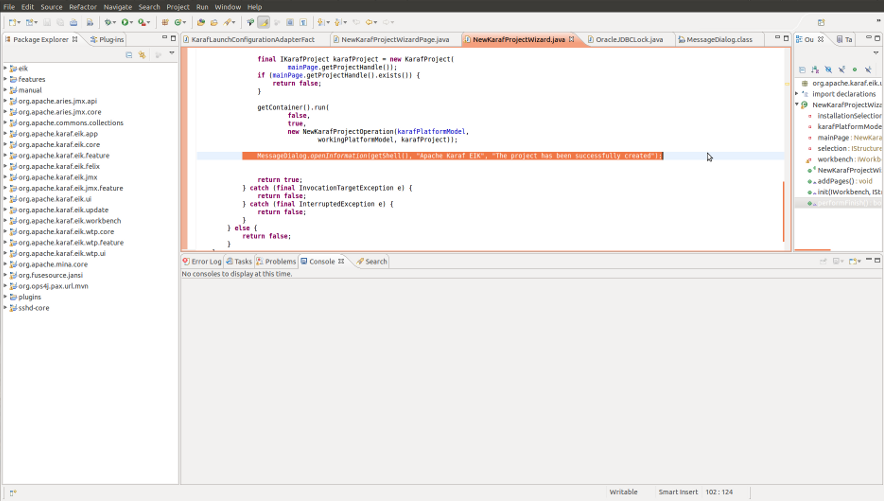 File Edit Source Refactor Navigate Search Project Run Window Help
Package Explorer Plug-ins
eik
features
manual
org.apache.aries.jmx.api
org.apache.aries.jmx.core
org.apache.commons.collections
org.apache.karaf.eik.app
org.apache.karaf.eik.core
org.apache.karaf.eik.feature
org.apache.karaf.eik.felix
org.apache.karaf.eik.jmx
org.apache.karaf.eik.jmx.feature
org.apache.karaf.eik.ui
org.apache.karaf.eik.update
org.apache.karaf.eik.workbench
org.apache.karaf.eik.wtp.core
org.apache.karaf.eik.wtp.feature
org.apache.karaf.eik.wtp.ui
org.apache.mina.core
org.fusesource.jansi
org.ops4j.pax.url.mvn
plugins
sshd-core
KarafLaunchConfigurationAdapterFact NewKarafProjectWizardPage.java NewKarafProjectWizard.java OracleJDBCLock.java MessageDialog.class
final IKarafProject karafProject = new KarafProject(
mainPage.getProjectHandle());
if (mainPage.getProjectHandle().exists()) {
return false;
}
getContainer().run(
false,
true,
new NewKarafProjectOperation(karafPlatformModel,
workingPlatformModel, karafProject));
MessageDialog.openInformation(getShell(), "Apache Karaf EIK", "The project has been successfully created");
return true;
} catch (final InvocationTargetException e) {
return false;
} catch (final InterruptedException e) {
return false;
}
} else {
return false;
}
Ou Ta
org.apache.karaf.eik.u
import declarations
NewKarafProjectWiza
installationSelection
karafPlatformMode
mainPage : NewKara
selection : IStructure
workbench : IWorkb
NewKarafProjectWi
addPages() : void
init(IWorkbench, ISt
Error Log Tasks Problems Console Search
No consoles to display at this time.
Writable Smart Insert 102 : 124